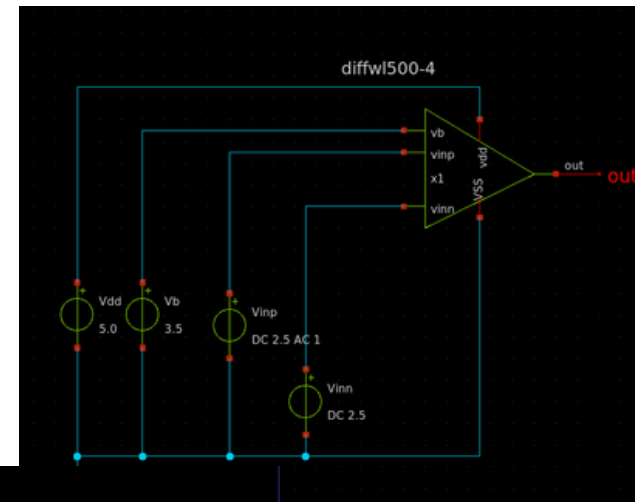 diffwl500-4
vb
vinp
x1
vinn
vdd
VSS
out
out
+
Vdd
5.0
+
Vb
3.5
+
Vinp
DC 2.5 AC 1
+
Vinn
DC 2.5